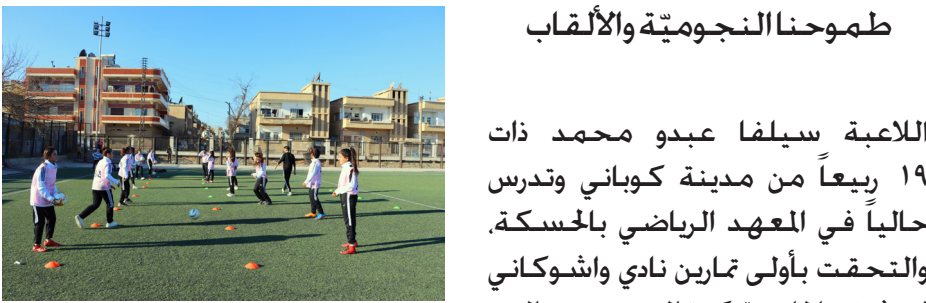 طموحنا النجوميّة والألقاب
اللاعبة سيلفا عبدو محمد ذات
١٩ ربيعاً من مدينة كوباني وتدرس
حالياً في المعهد الرياضي بالحسكة،
والتحقت بأولى تمارين نادي واشوكاني